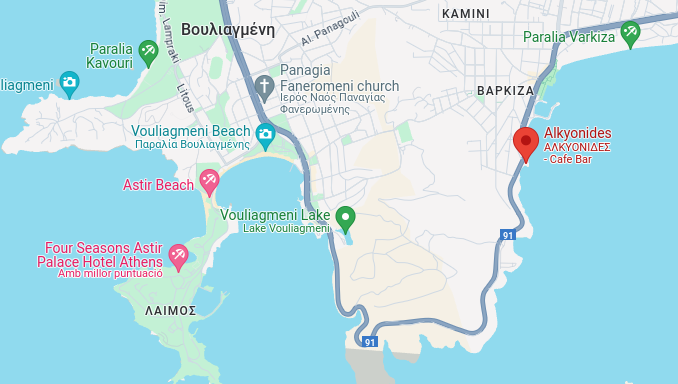 KAMINI
Al. Panagouli
Βουλιαγμένη
im. Lampraki
Paralia
Kavouri
Paralia Varkiza
Panagia
Faneromeni church
Ιερός Ναός Παναγίας
Φανερωμένης
uliagmeni
Litous
ΒΑΡΚΙΖΑ
Vouliagmeni Beach
Παραλία Βουλιαγμένης
Alkyonides
ΑΛΚΥΟΝΙΔΕΣ
- Cafe Bar
Astir Beach
Vouliagmeni Lake
Lake Vouliagmeni
91
Four Seasons Astir
Palace Hotel Athens
Amb millor puntuació
ΛΑΙΜΟΣ
91